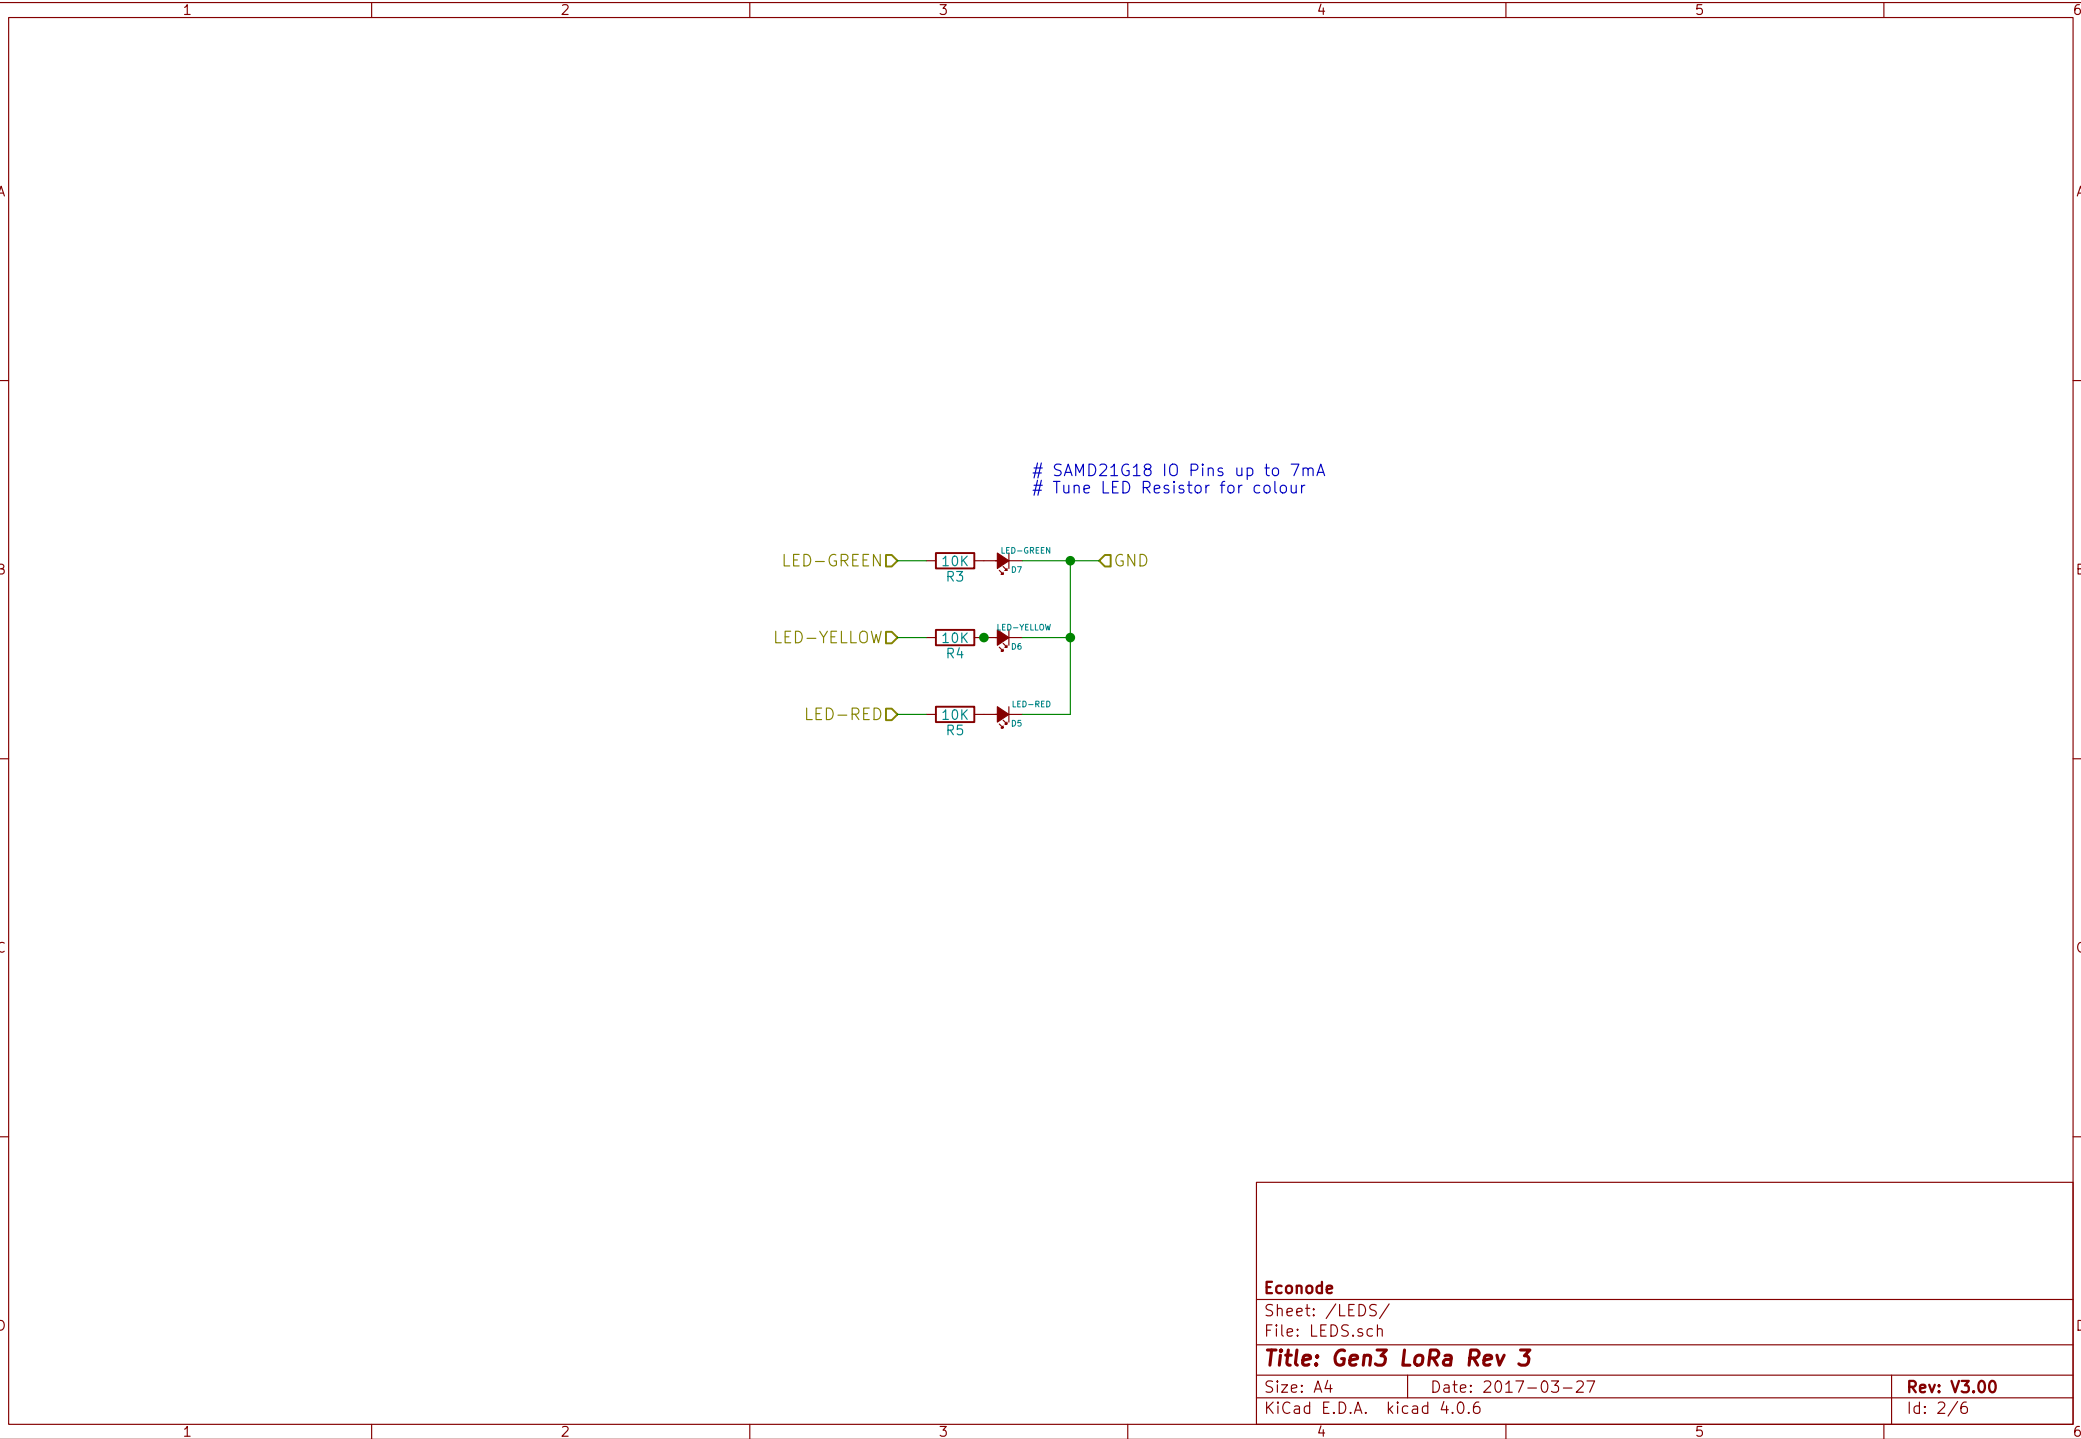 1 2 3 4 5 6
A A
# SAMD21G18 IO Pins up to 7mA
# Tune LED Resistor for colour
LED-GREEN 10K LED-GREEN GND
R3 D7
B B
LED-YELLOW 10K LED-YELLOW
R4 D6
LED-RED 10K LED-RED
R5 D5
C C
Econode
Sheet: /LEDS/
File: LEDS.sch
D D
Title: Gen3 LoRa Rev 3
Size: A4 Date: 2017-03-27 Rev: V3.00
KiCad E.D.A. kicad 4.0.6 Id: 2/6
1 2 3 4 5 6